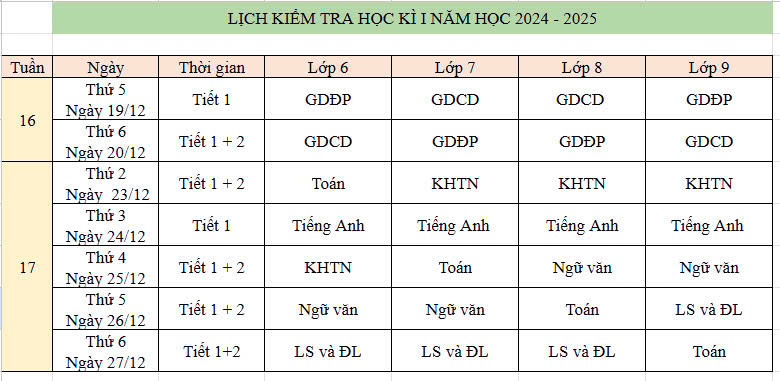 LỊCH KIỂM TRA HỌC KÌ I NĂM HỌC 2024 - 2025
Tuần Ngày Thời gian Lớp 6 Lớp 7 Lớp 8 Lớp 9
16
Thứ 5
Ngày 19/12
Tiết 1 GDĐP GDCD GDCD GDĐP
Thứ 6
Ngày 20/12
Tiết 1 + 2 GDCD GDĐP GDĐP GDCD
17
Thứ 2
Ngày 23/12
Tiết 1 + 2 Toán KHTN KHTN KHTN
Thứ 3
Ngày 24/12
Tiết 1 Tiếng Anh Tiếng Anh Tiếng Anh Tiếng Anh
Thứ 4
Ngày 25/12
Tiết 1 + 2 KHTN Toán Ngữ văn Ngữ văn
Thứ 5
Ngày 26/12
Tiết 1 + 2 Ngữ văn Ngữ văn Toán LS và ĐL
Thứ 6
Ngày 27/12
Tiết 1+2 LS và ĐL LS và ĐL LS và ĐL Toán